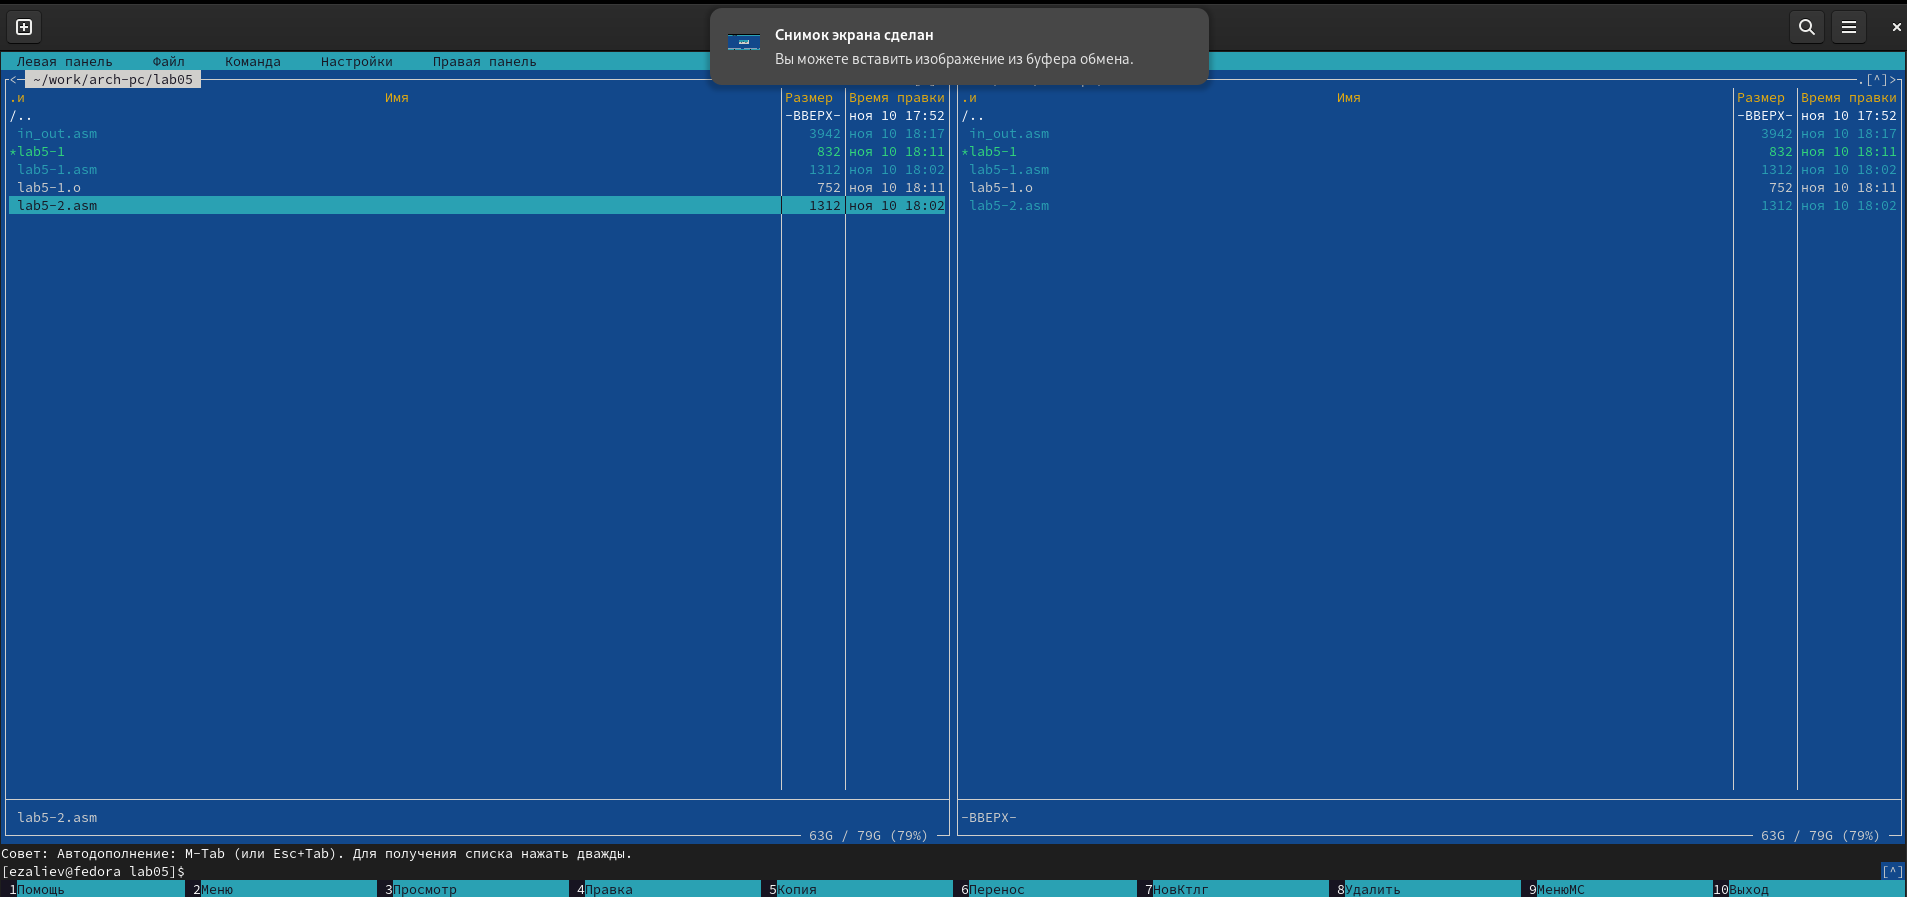 Снимок экрана сделан
Вы можете вставить изображение из буфера обмена.
Левая панель Файл Команда Настройки Правая панель
<─ ~/work/arch-pc/lab05 .[^]>
.и Имя Размер Время правки .и Имя Размер Время правки
/.. -ВВЕРХ- ноя 10 17:52 /.. -ВВЕРХ- ноя 10 17:52
in_out.asm 3942 ноя 10 18:17 in_out.asm 3942 ноя 10 18:17
*lab5-1 832 ноя 10 18:11 *lab5-1 832 ноя 10 18:11
lab5-1.asm 1312 ноя 10 18:02 lab5-1.asm 1312 ноя 10 18:02
lab5-1.o 752 ноя 10 18:11 lab5-1.o 752 ноя 10 18:11
lab5-2.asm 1312 ноя 10 18:02 lab5-2.asm 1312 ноя 10 18:02
lab5-2.asm -ВВЕРХ-
63G / 79G (79%) 63G / 79G (79%)
Совет: Автодополнение: M-Tab (или Esc+Tab). Для получения списка нажать дважды.
[ezaliev@fedora lab05]$ [^]
1Помощь 2Меню 3Просмотр 4Правка 5Копия 6Перенос 7НовКтлг 8Удалить 9МенюMC 10Выход